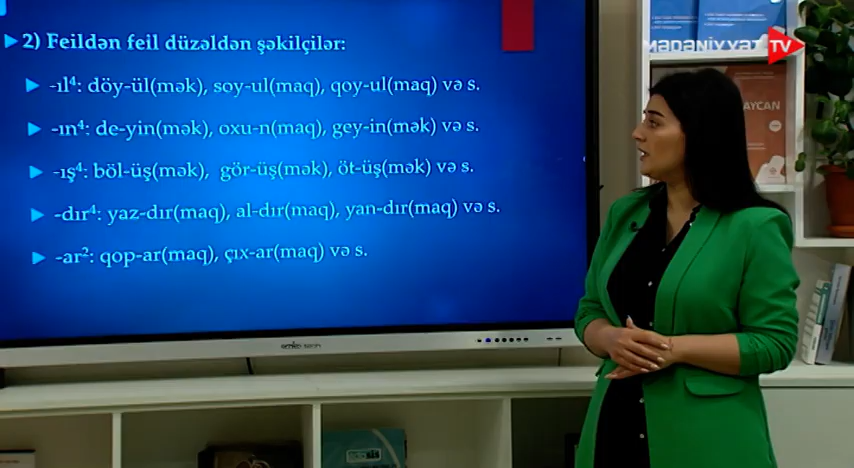 2) Feildən feil düzəldən şəkilçilər:
-ıl⁴: döy-ül(mək), soy-ul(maq), qoy-ul(maq) və s.
-ın⁴: de-yin(mək), oxu-n(maq), gey-in(mək) və s.
-ış⁴: böl-üş(mək), gör-üş(mək), öt-üş(mək) və s.
-dır⁴: yaz-dır(maq), al-dır(maq), yan-dır(maq) və s.
-ar²: qop-ar(maq), çıx-ar(maq) və s.
MƏDƏNİYYƏT TV
AYCAN